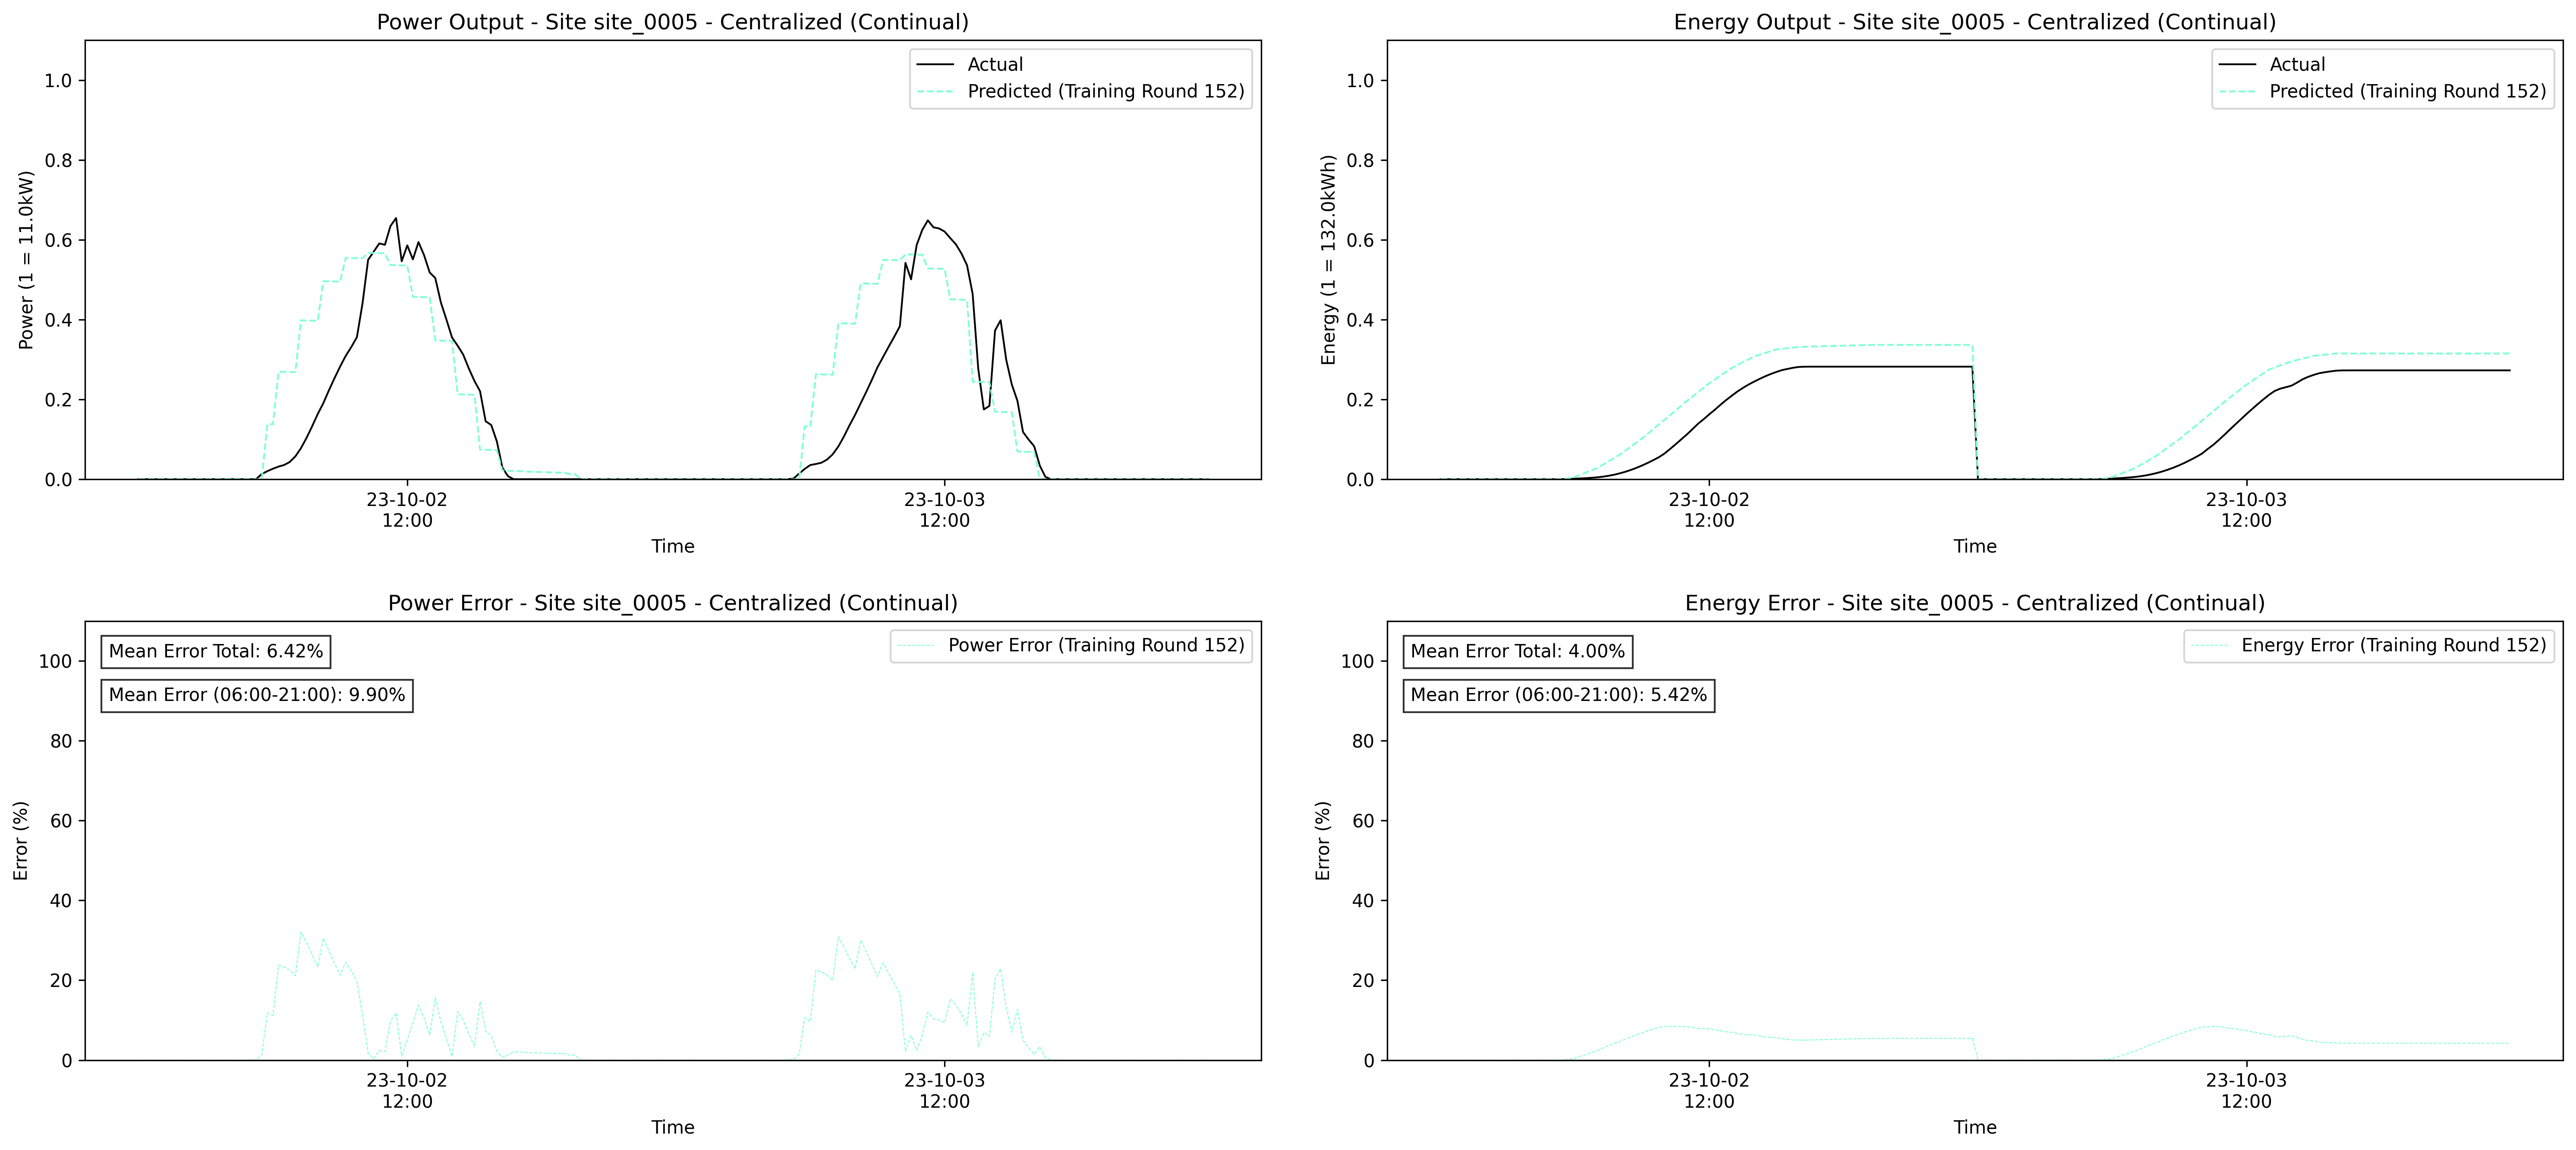 Power Output - Site site_0005 - Centralized (Continual)
Actual
Predicted (Training Round 152)
Power (1 = 11.0kW)
1.0
0.8
0.6
0.4
0.2
0.0
23-10-02
12:00
23-10-03
12:00
Time
Energy Output - Site site_0005 - Centralized (Continual)
Actual
Predicted (Training Round 152)
Energy (1 = 132.0kWh)
1.0
0.8
0.6
0.4
0.2
0.0
23-10-02
12:00
23-10-03
12:00
Time
Power Error - Site site_0005 - Centralized (Continual)
Mean Error Total: 6.42%
Mean Error (06:00-21:00): 9.90%
Power Error (Training Round 152)
Error (%)
100
80
60
40
20
0
23-10-02
12:00
23-10-03
12:00
Time
Energy Error - Site site_0005 - Centralized (Continual)
Mean Error Total: 4.00%
Mean Error (06:00-21:00): 5.42%
Energy Error (Training Round 152)
Error (%)
100
80
60
40
20
0
23-10-02
12:00
23-10-03
12:00
Time